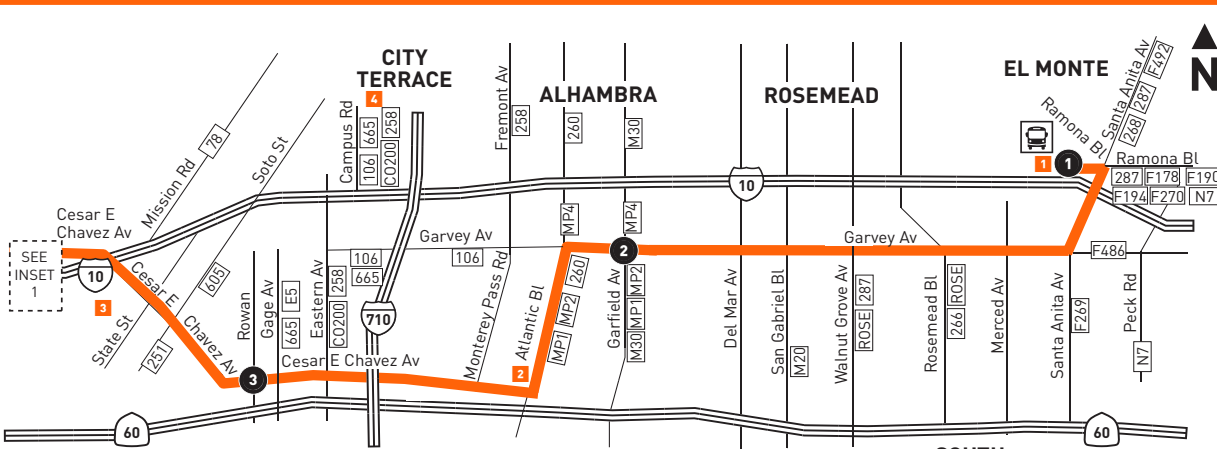 CITY
TERRACE
4
ALHAMBRA
ROSEMEAD
EL MONTE
N
Mission Rd
78
Soto St
Campus Rd
106
665
CO200
258
Fremont Av
258
260
M30
MP4
MP4
Ramona Bl
Santa Anita Av
268
287
F492
1
1
Ramona Bl
287
F178
F190
F194
F270
N7
10
Cesar E
Chavez Av
SEE
INSET
1
10
3
State St
251
605
Cesar E
Chavez Av
Rowan
Gage Av
665
E5
Eastern Av
CO200
258
106
665
710
Garvey Av
106
Monterey Pass Rd
Atlantic Bl
MP1
MP2
260
2
Garfield Av
M30
MP1
MP2
2
Garvey Av
Del Mar Av
San Gabriel Bl
M20
Walnut Grove Av
ROSE
287
Rosemead Bl
266
ROSE
Merced Av
Santa Anita Av
F269
F486
Peck Rd
N7
3
Cesar E Chavez Av
60
60